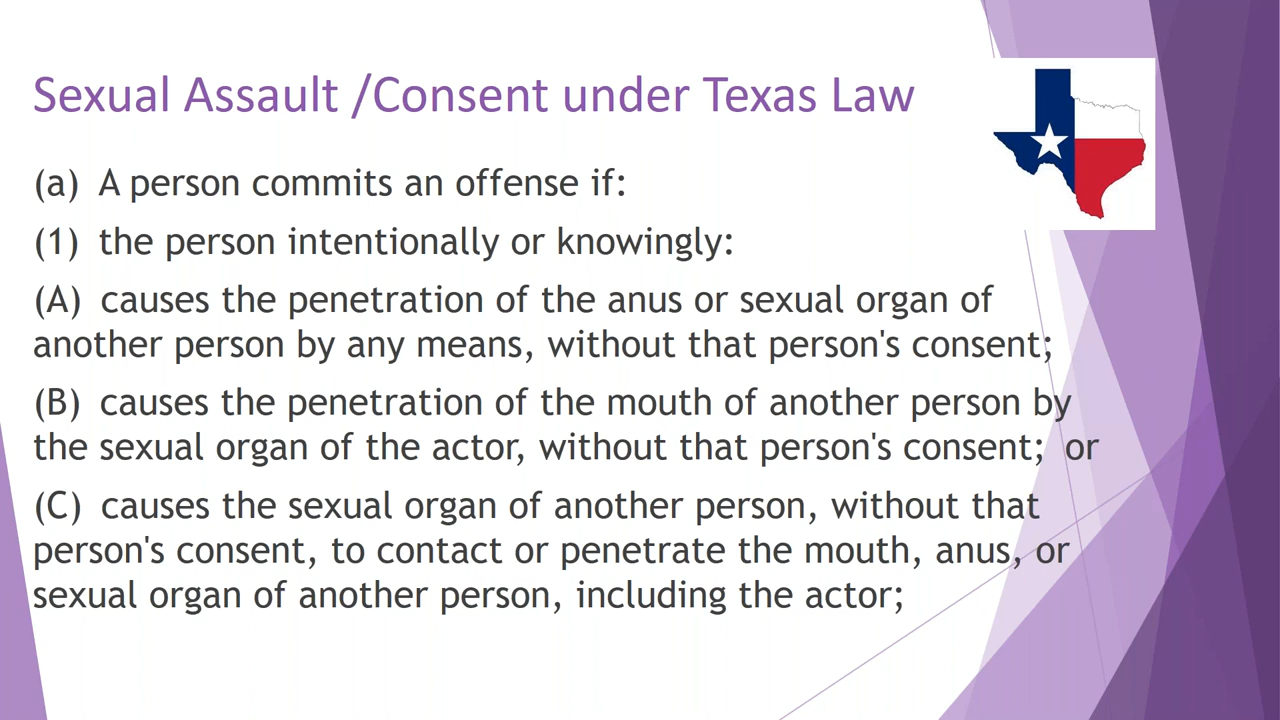 Sexual Assault /Consent under Texas Law
(a) A person commits an offense if:
(1) the person intentionally or knowingly:
(A) causes the penetration of the anus or sexual organ of
another person by any means, without that person's consent;
(B) causes the penetration of the mouth of another person by
the sexual organ of the actor, without that person's consent; or
(C) causes the sexual organ of another person, without that
person's consent, to contact or penetrate the mouth, anus, or
sexual organ of another person, including the actor;